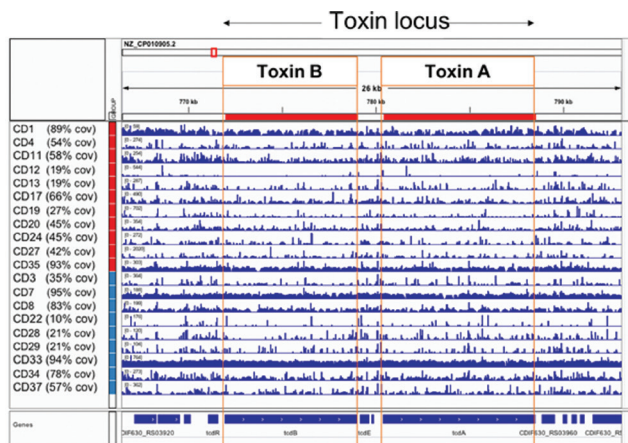 Toxin locus
NZ_CP010905.2
Toxin B
Toxin A
26 kb
770 kb
780 kb
790 kb
GROUP
CD1 (89% cov)
CD4 (54% cov)
CD11 (58% cov)
CD12 (19% cov)
CD13 (19% cov)
CD17 (66% cov)
CD19 (27% cov)
CD20 (45% cov)
CD24 (45% cov)
CD27 (42% cov)
CD35 (93% cov)
CD3 (35% cov)
CD7 (95% cov)
CD8 (83% cov)
CD22 (10% cov)
CD28 (21% cov)
CD29 (21% cov)
CD33 (94% cov)
CD34 (78% cov)
CD37 (57% cov)
Genes
DIF630_RS03920
tcdR
tcdB
tcdE
tcdA
CDIF630_RS03960
CDIF630_RS